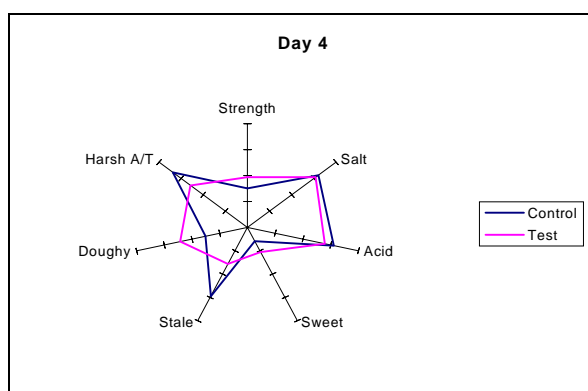 Day 4
Strength
Harsh A/T
Salt
Control
Test
Doughy
Acid
Stale
Sweet